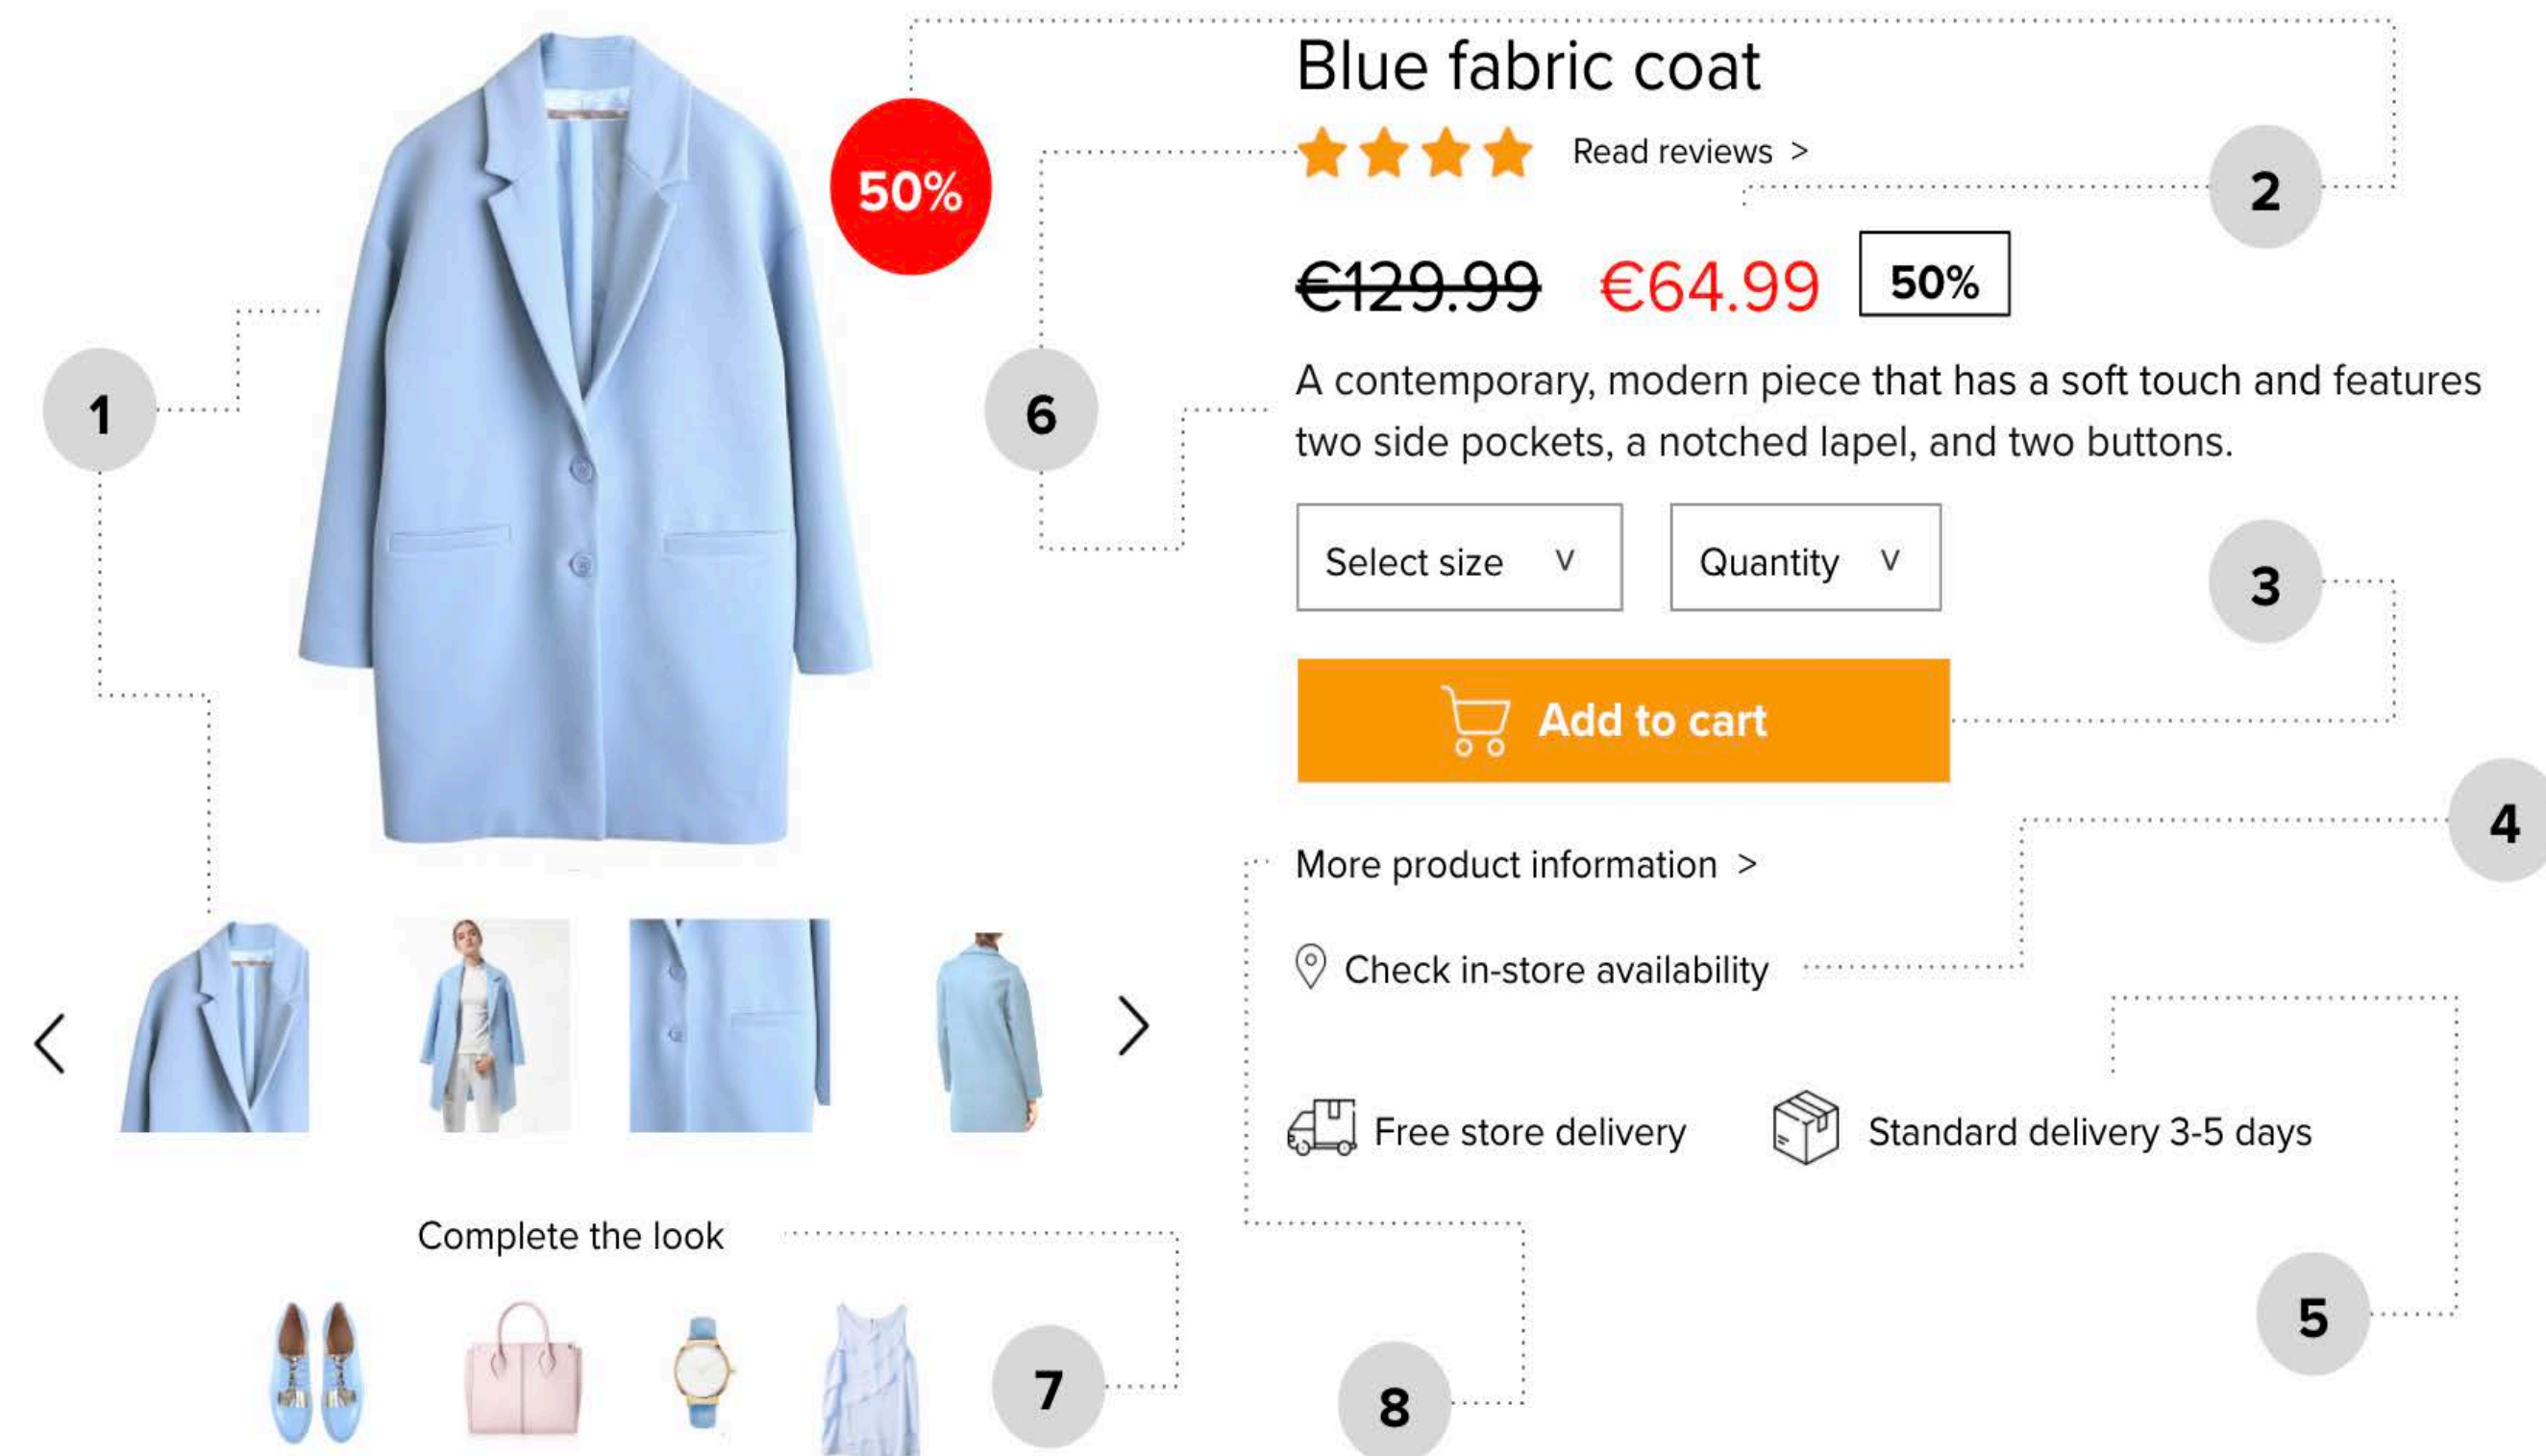 Blue fabric coat
Read reviews >
2
50%
€129.99 €64.99 50%
1
6
A contemporary, modern piece that has a soft touch and features
two side pockets, a notched lapel, and two buttons.
Select size v
Quantity v
3
Add to cart
4
More product information >
Check in-store availability
Free store delivery
Standard delivery 3-5 days
Complete the look
5
7
8